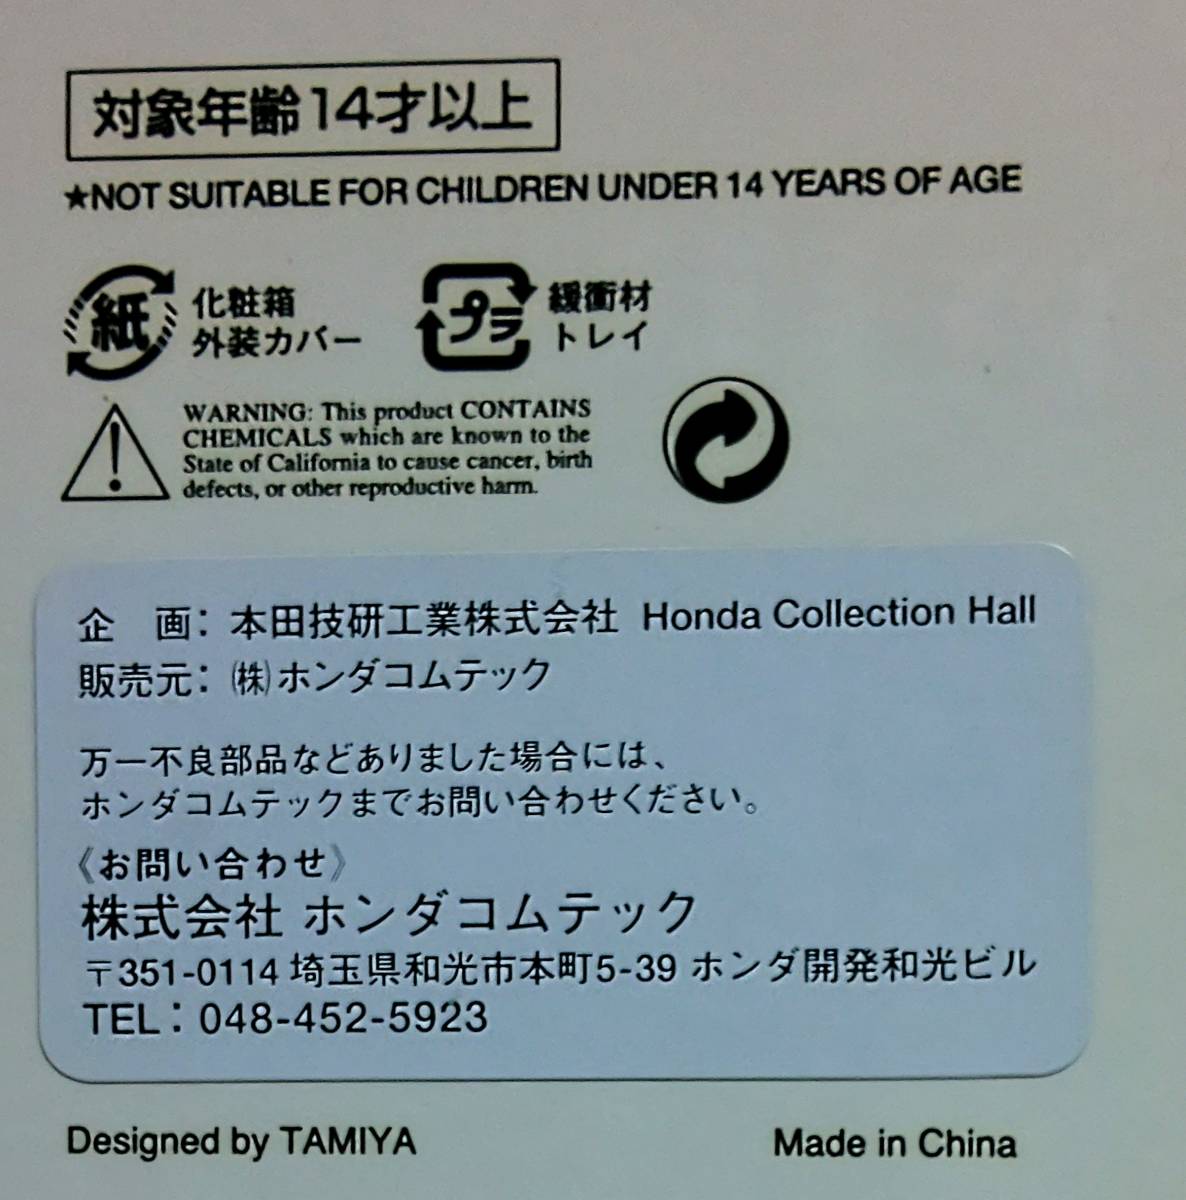 対象年齢14才以上
★NOT SUITABLE FOR CHILDREN UNDER 14 YEARS OF AGE
紙 化粧箱
外装カバー
プラ 緩衝材
トレイ
WARNING: This product CONTAINS
CHEMICALS which are known to the
State of California to cause cancer, birth
defects, or other reproductive harm.
企　画：本田技研工業株式会社 Honda Collection Hall
販売元：㈱ホンダコムテック
万一不良部品などありました場合には、
ホンダコムテックまでお問い合わせください。
《お問い合わせ》
株式会社 ホンダコムテック
〒351-0114 埼玉県和光市本町5-39 ホンダ開発和光ビル
TEL：048-452-5923
Designed by TAMIYA
Made in China